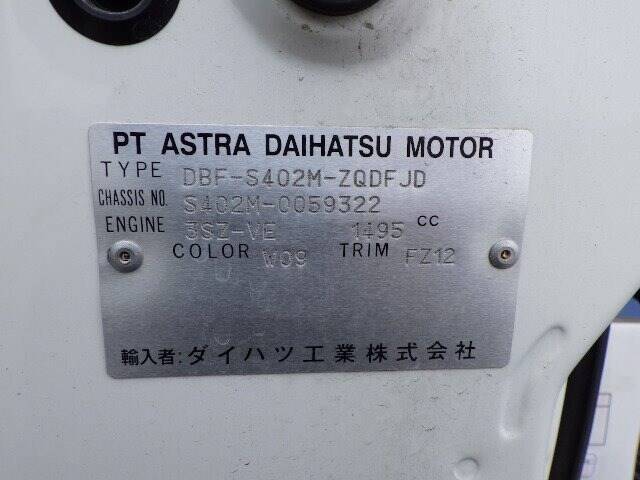 PT ASTRA DAIHATSU MOTOR
TYPE DBF-S402M-ZQDFJD
CHASSIS NO. S402M-0059322
ENGINE 3SZ-VE 1495 CC
COLOR W09 TRIM FZ12
輸入者:ダイハツ工業株式会社